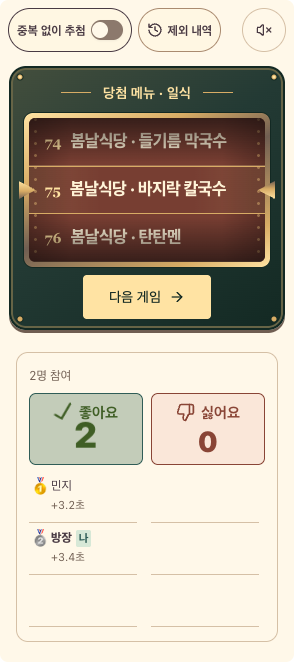 중복 없이 추첨
제외 내역
당첨 메뉴 · 일식
74 봄날식당 · 들기름 막국수
75 봄날식당 · 바지락 칼국수
76 봄날식당 · 탄탄멘
다음 게임 →
2명 참여
좋아요
2
싫어요
0
1 민지
+3.2초
2 방장 나
+3.4초